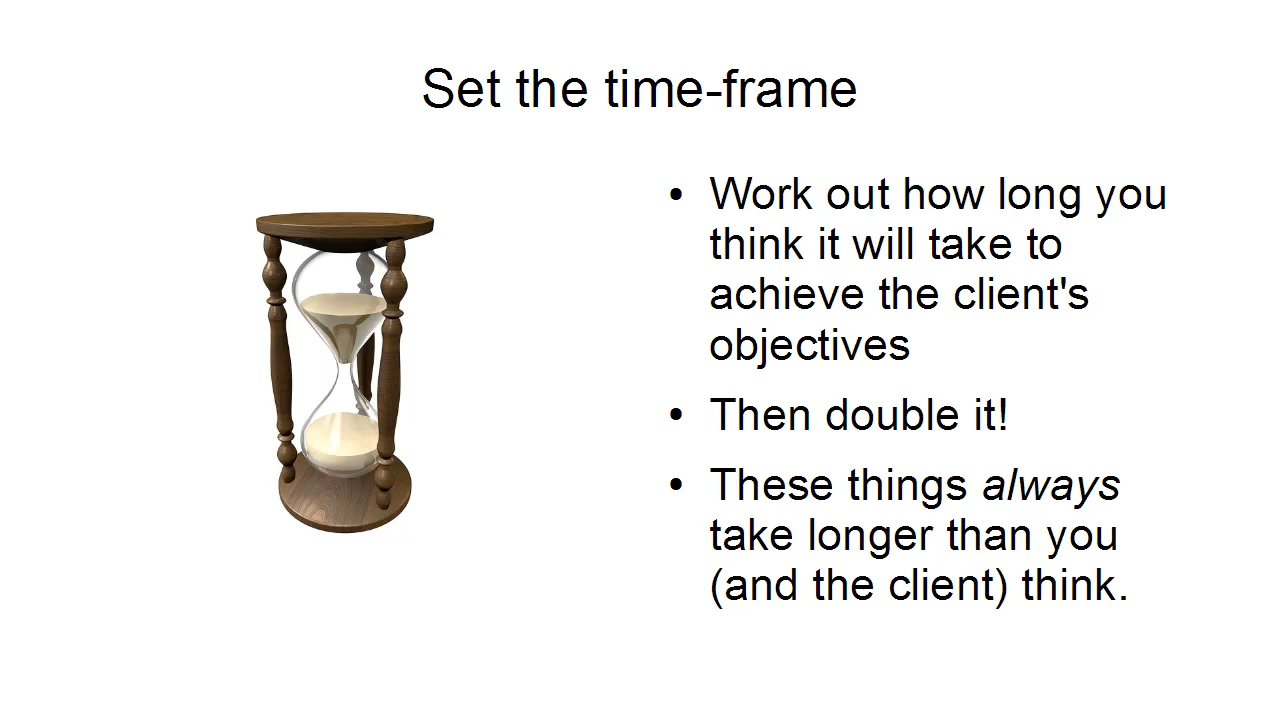 Set the time-frame
• Work out how long you
think it will take to
achieve the client's
objectives
• Then double it!
• These things always
take longer than you
(and the client) think.